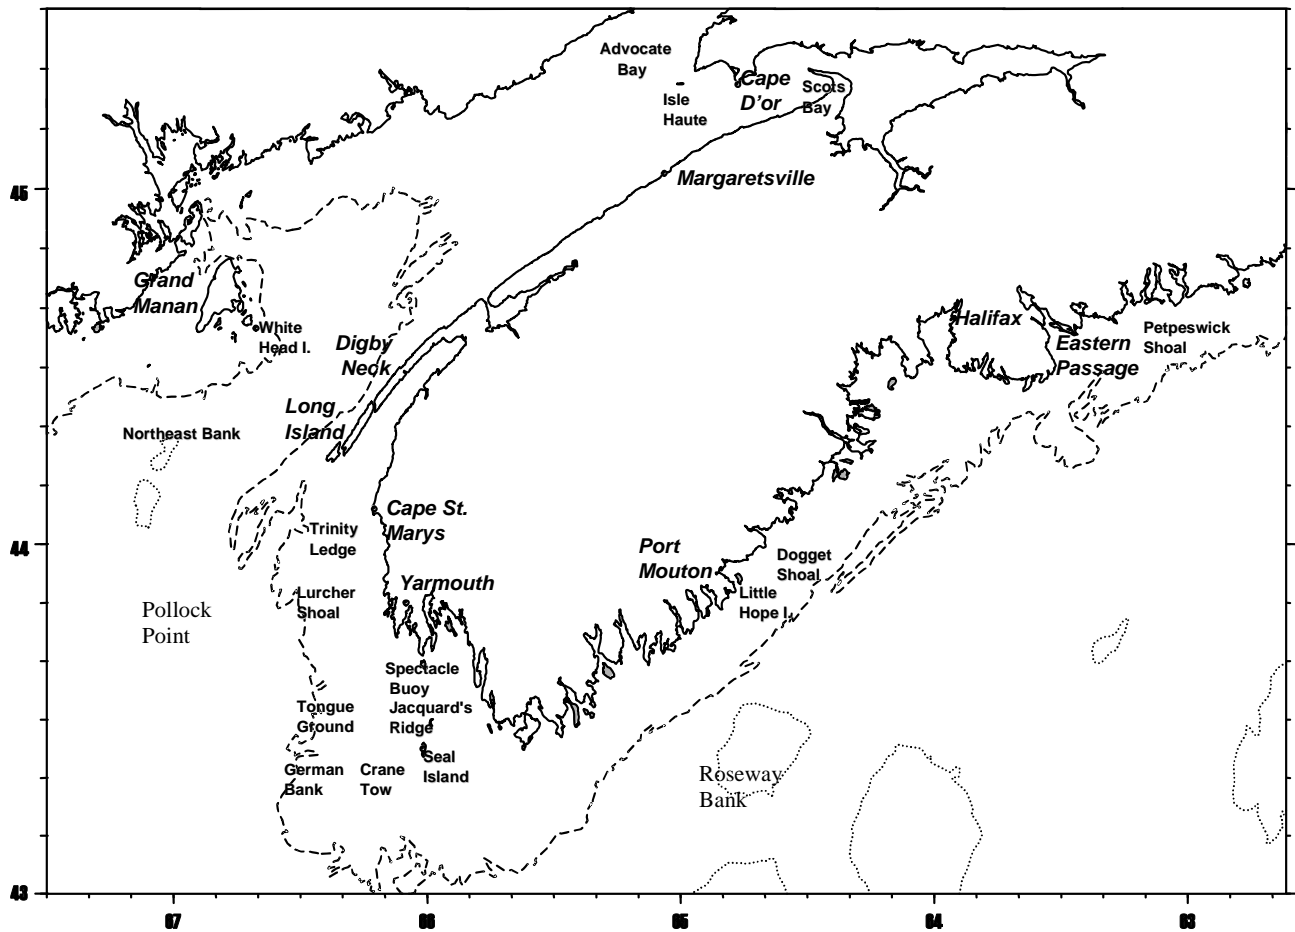 Advocate
Bay
Cape
D'or
Scots
Bay
Isle
Haute
Margaretsville
45
Grand
Manan
White
Head I.
Digby
Neck
Halifax
Eastern
Passage
Petpeswick
Shoal
Long
Island
Northeast Bank
Cape St.
Marys
Trinity
Ledge
44
Port
Mouton
Dogget
Shoal
Yarmouth
Lurcher
Shoal
Little
Hope I.
Pollock
Point
Spectacle
Buoy
Jacquard's
Ridge
Tongue
Ground
Seal
Island
German
Bank
Crane
Tow
Roseway
Bank
43
67
66
65
64
63